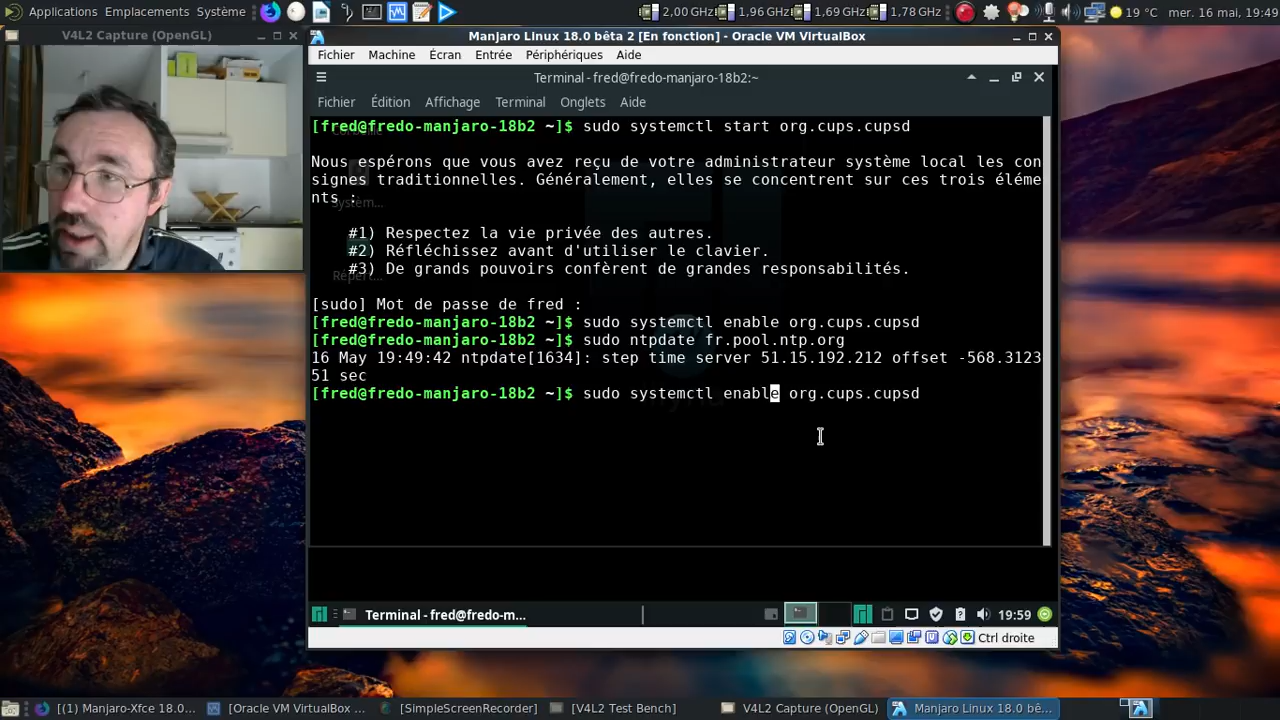 Applications Emplacements Système 2,00 GHz 1,96 GHz 1,69 GHz 1,78 GHz 19 °C mer. 16 mai, 19:49
V4L2 Capture (OpenGL)
Manjaro Linux 18.0 bêta 2 [En fonction] - Oracle VM VirtualBox
Fichier Machine Écran Entrée Périphériques Aide
Terminal - fred@fredo-manjaro-18b2:~
Fichier Édition Affichage Terminal Onglets Aide
[fred@fredo-manjaro-18b2 ~]$ sudo systemctl start org.cups.cupsd
Nous espérons que vous avez reçu de votre administrateur système local les con
signes traditionnelles. Généralement, elles se concentrent sur ces trois éléme
nts :
#1) Respectez la vie privée des autres.
#2) Réfléchissez avant d'utiliser le clavier.
#3) De grands pouvoirs confèrent de grandes responsabilités.
[sudo] Mot de passe de fred :
[fred@fredo-manjaro-18b2 ~]$ sudo systemctl enable org.cups.cupsd
[fred@fredo-manjaro-18b2 ~]$ sudo ntpdate fr.pool.ntp.org
16 May 19:49:42 ntpdate[1634]: step time server 51.15.192.212 offset -568.3123
51 sec
[fred@fredo-manjaro-18b2 ~]$ sudo systemctl enable org.cups.cupsd
Terminal - fred@fredo-m... 19:59
Ctrl droite
[(1) Manjaro-Xfce 18.0... [Oracle VM VirtualBox ... [SimpleScreenRecorder] [V4L2 Test Bench] V4L2 Capture (OpenGL) Manjaro Linux 18.0 bê...